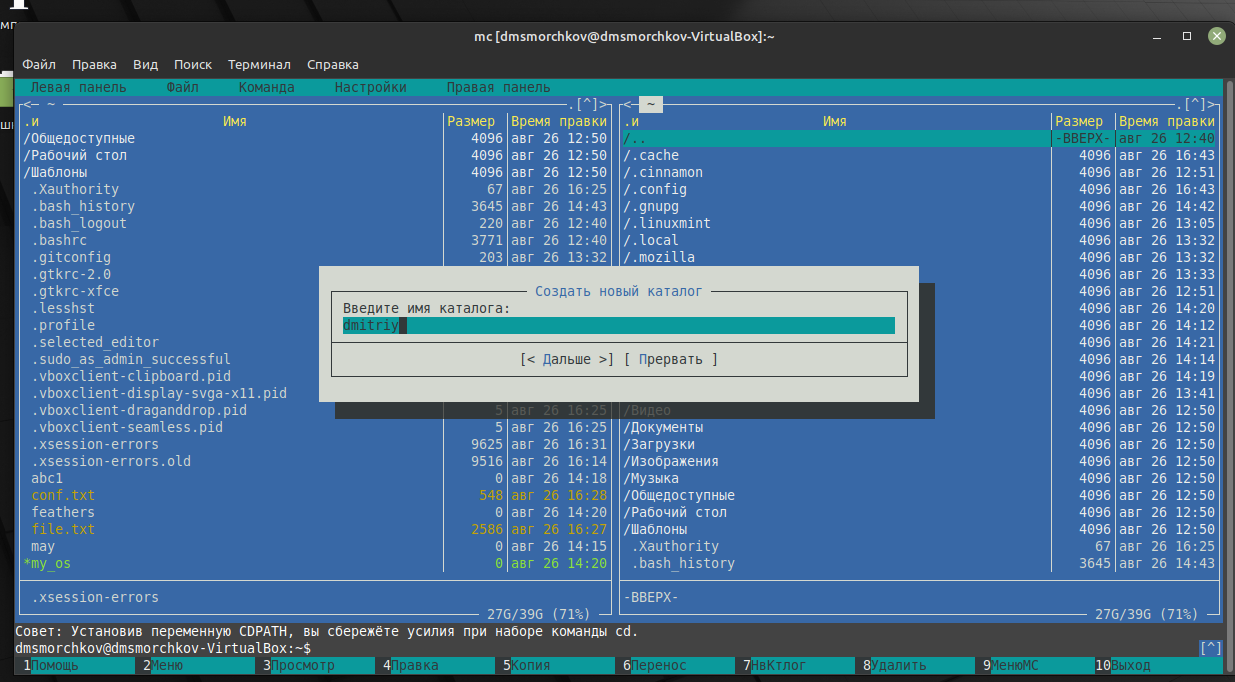 мп
ши
mc [dmsmorchkov@dmsmorchkov-VirtualBox]:~
Файл Правка Вид Поиск Терминал Справка
Левая панель Файл Команда Настройки Правая панель
<─ ~ .[^]> <─ ~ .[^]>
.и Имя Размер Время правки .и Имя Размер Время правки
/Общедоступные 4096 авг 26 12:50 /.. -ВВЕРХ- авг 26 12:40
/Рабочий стол 4096 авг 26 12:50 /.cache 4096 авг 26 16:43
/Шаблоны 4096 авг 26 12:50 /.cinnamon 4096 авг 26 12:51
.Xauthority 67 авг 26 16:25 /.config 4096 авг 26 16:43
.bash_history 3645 авг 26 14:43 /.gnupg 4096 авг 26 14:42
.bash_logout 220 авг 26 12:40 /.linuxmint 4096 авг 26 13:05
.bashrc 3771 авг 26 12:40 /.local 4096 авг 26 13:32
.gitconfig 203 авг 26 13:32 /.mozilla 4096 авг 26 13:32
.gtkrc-2.0 4096 авг 26 13:33
.gtkrc-xfce Создать новый каталог 4096 авг 26 12:51
.lesshst Введите имя каталога: 4096 авг 26 14:20
.profile dmitriy 4096 авг 26 14:12
.selected_editor 4096 авг 26 14:21
.sudo_as_admin_successful [< Дальше >] [ Прервать ] 4096 авг 26 14:14
.vboxclient-clipboard.pid 4096 авг 26 14:19
.vboxclient-display-svga-x11.pid 4096 авг 26 13:41
.vboxclient-draganddrop.pid 5 авг 26 16:25 /Видео 4096 авг 26 12:50
.vboxclient-seamless.pid 5 авг 26 16:25 /Документы 4096 авг 26 12:50
.xsession-errors 9625 авг 26 16:31 /Загрузки 4096 авг 26 12:50
.xsession-errors.old 9516 авг 26 16:14 /Изображения 4096 авг 26 12:50
abc1 0 авг 26 14:18 /Музыка 4096 авг 26 12:50
conf.txt 548 авг 26 16:28 /Общедоступные 4096 авг 26 12:50
feathers 0 авг 26 14:20 /Рабочий стол 4096 авг 26 12:50
file.txt 2586 авг 26 16:27 /Шаблоны 4096 авг 26 12:50
may 0 авг 26 14:15 .Xauthority 67 авг 26 16:25
*my_os 0 авг 26 14:20 .bash_history 3645 авг 26 14:43
.xsession-errors -ВВЕРХ-
27G/39G (71%) 27G/39G (71%)
Совет: Установив переменную CDPATH, вы сбережёте усилия при наборе команды cd.
dmsmorchkov@dmsmorchkov-VirtualBox:~$ [^]
1Помощь 2Меню 3Просмотр 4Правка 5Копия 6Перенос 7НвКтлог 8Удалить 9МенюМС 10Выход